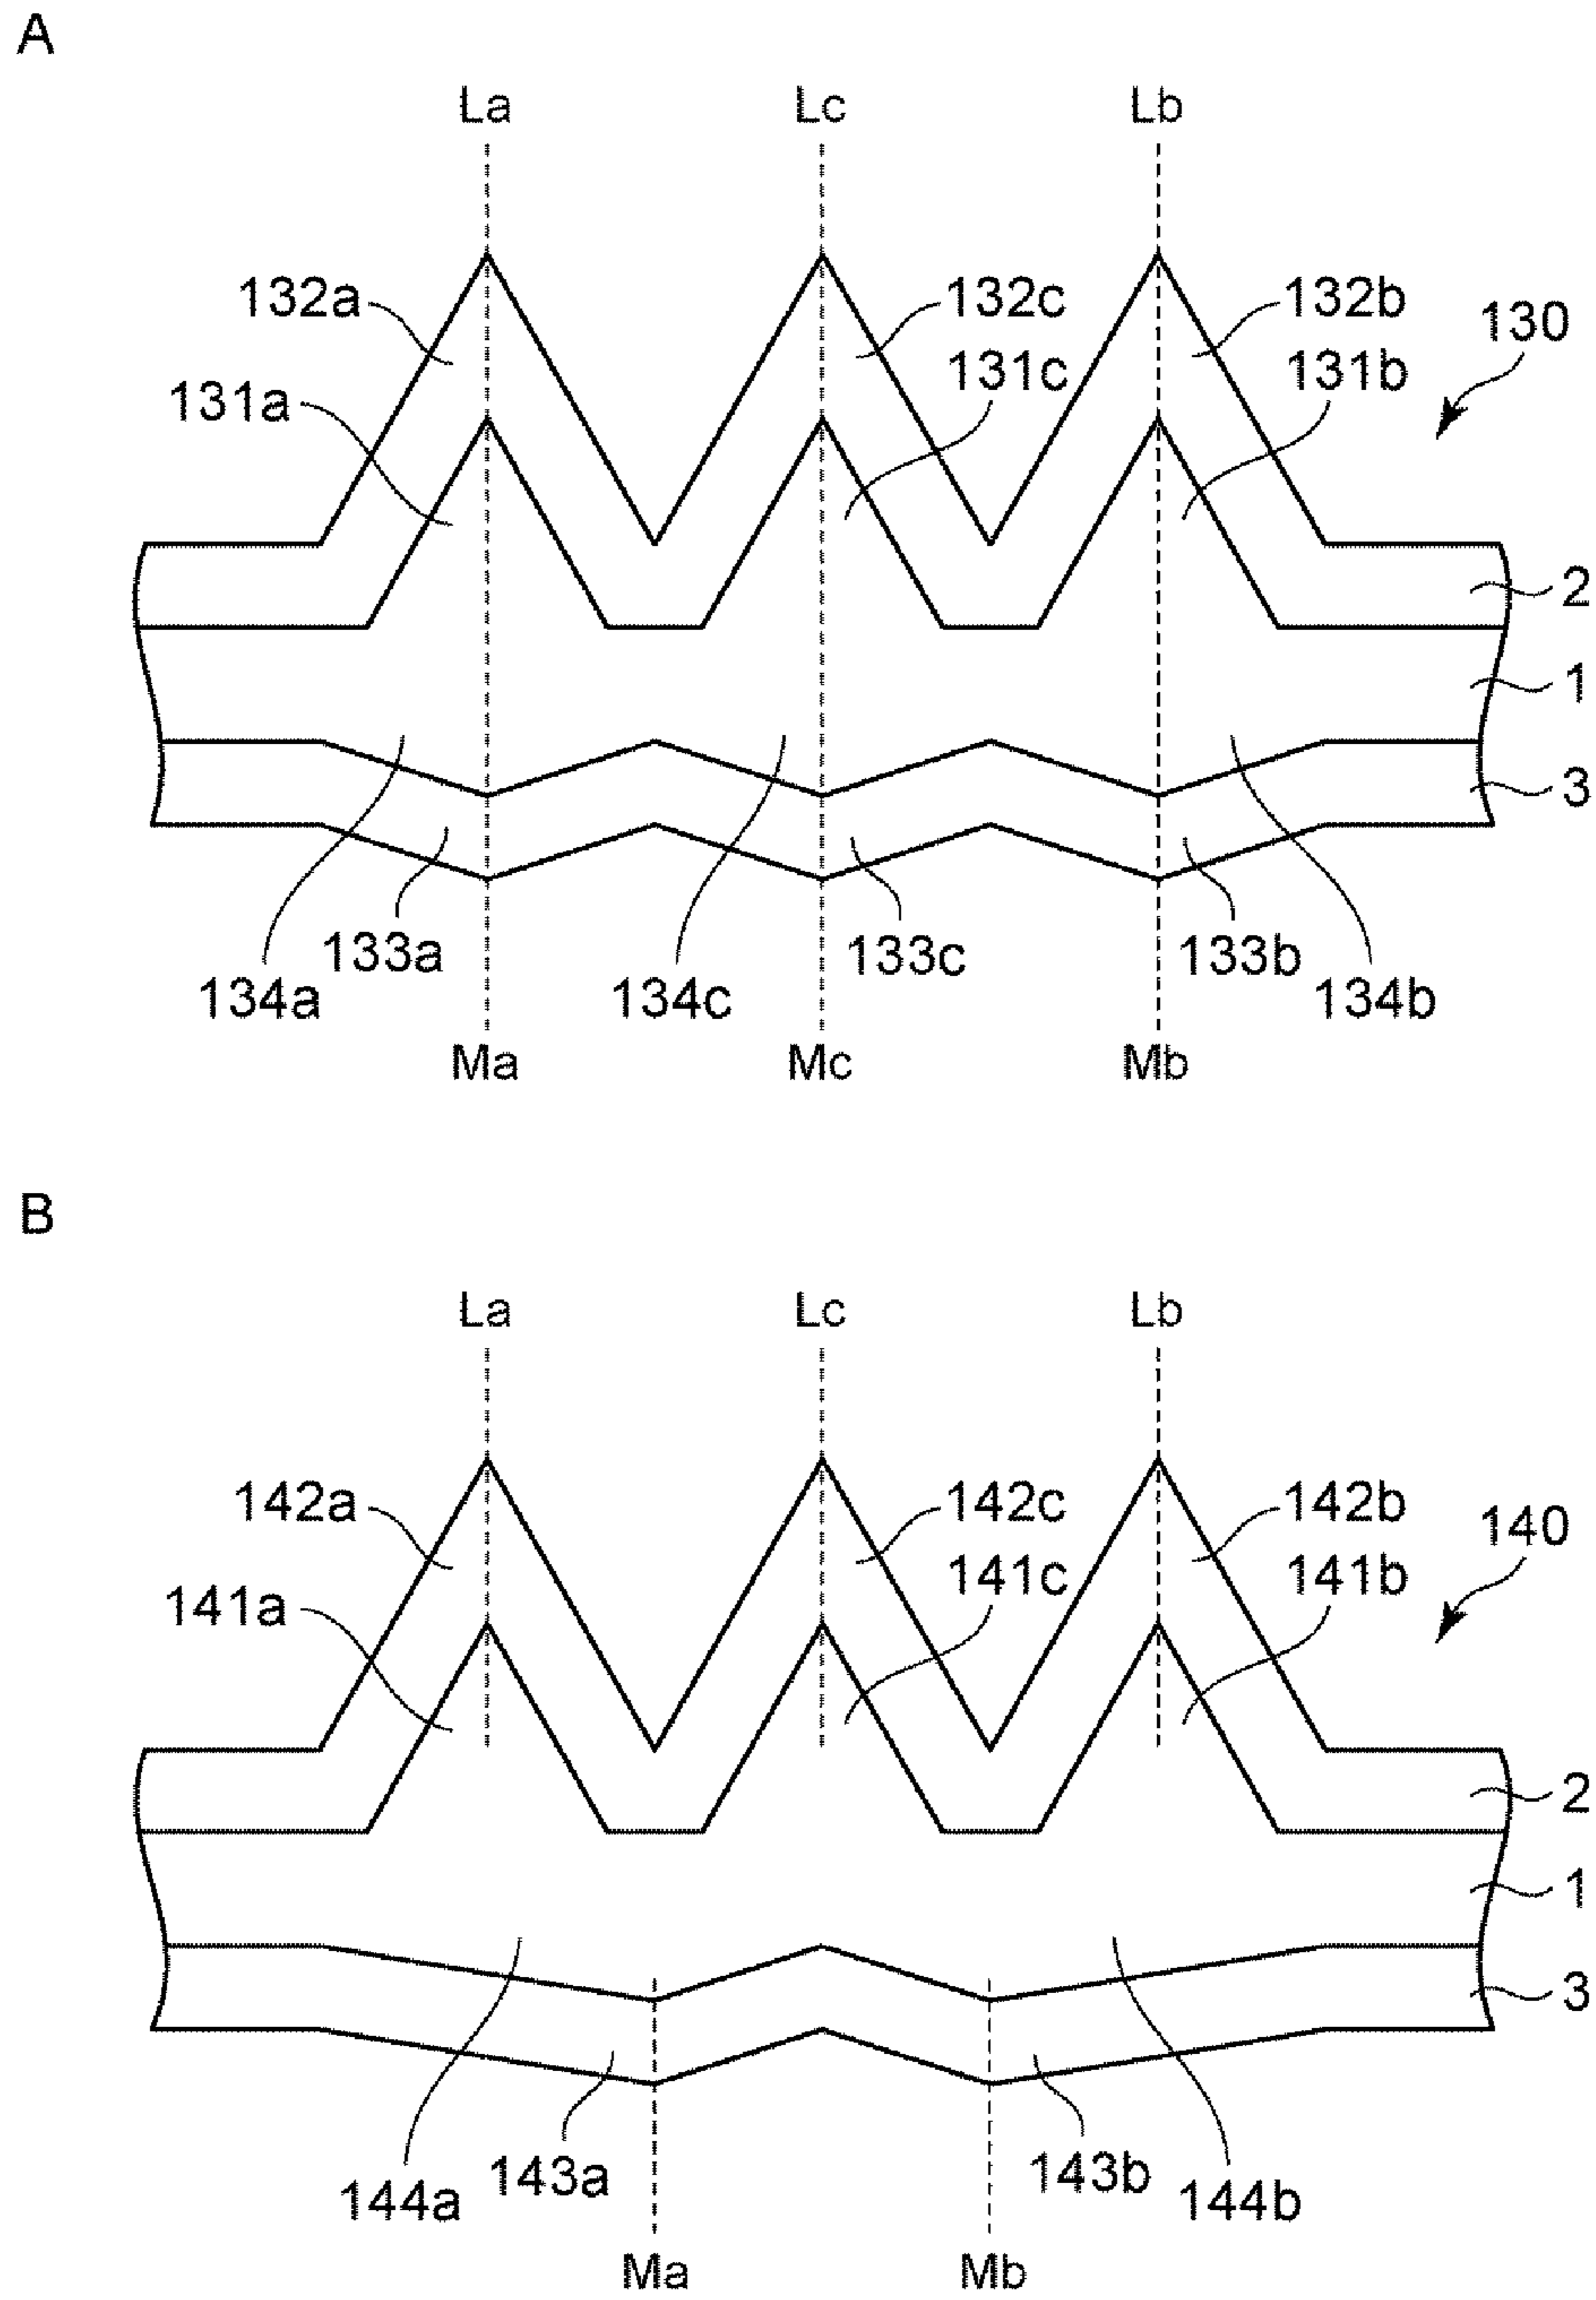 A
La Lc Lb
132a 132c 132b 130
131a 131c 131b
2
1
3
133a 133c 133b
134a 134c 134b
Ma Mc Mb
B
La Lc Lb
142a 142c 142b 140
141a 141c 141b
2
1
3
143a 143b
144a 144b
Ma Mb